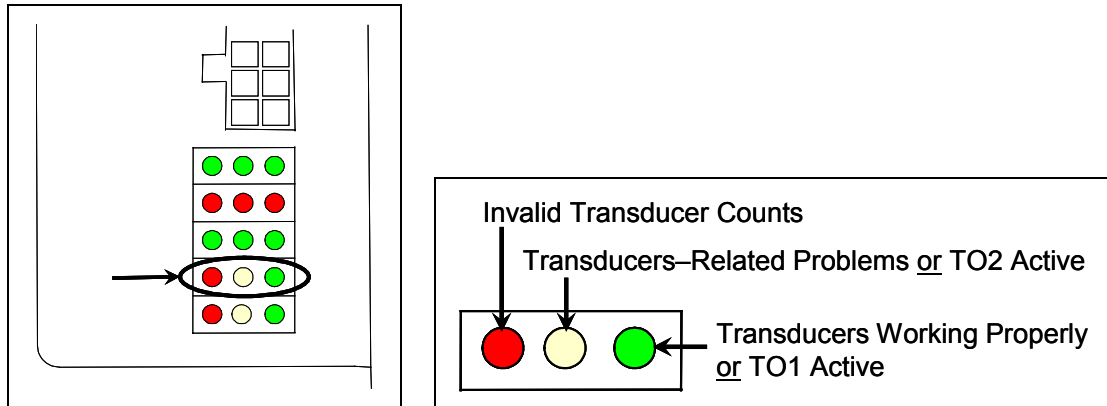 Invalid Transducer Counts
Transducers–Related Problems or TO2 Active
Transducers Working Properly
or TO1 Active